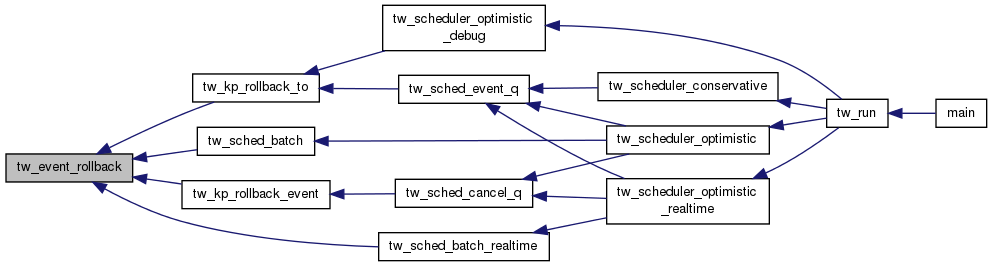 tw_scheduler_optimistic
_debug
tw_kp_rollback_to
tw_sched_event_q
tw_scheduler_conservative
tw_run
main
tw_sched_batch
tw_scheduler_optimistic
tw_event_rollback
tw_kp_rollback_event
tw_sched_cancel_q
tw_scheduler_optimistic
_realtime
tw_sched_batch_realtime